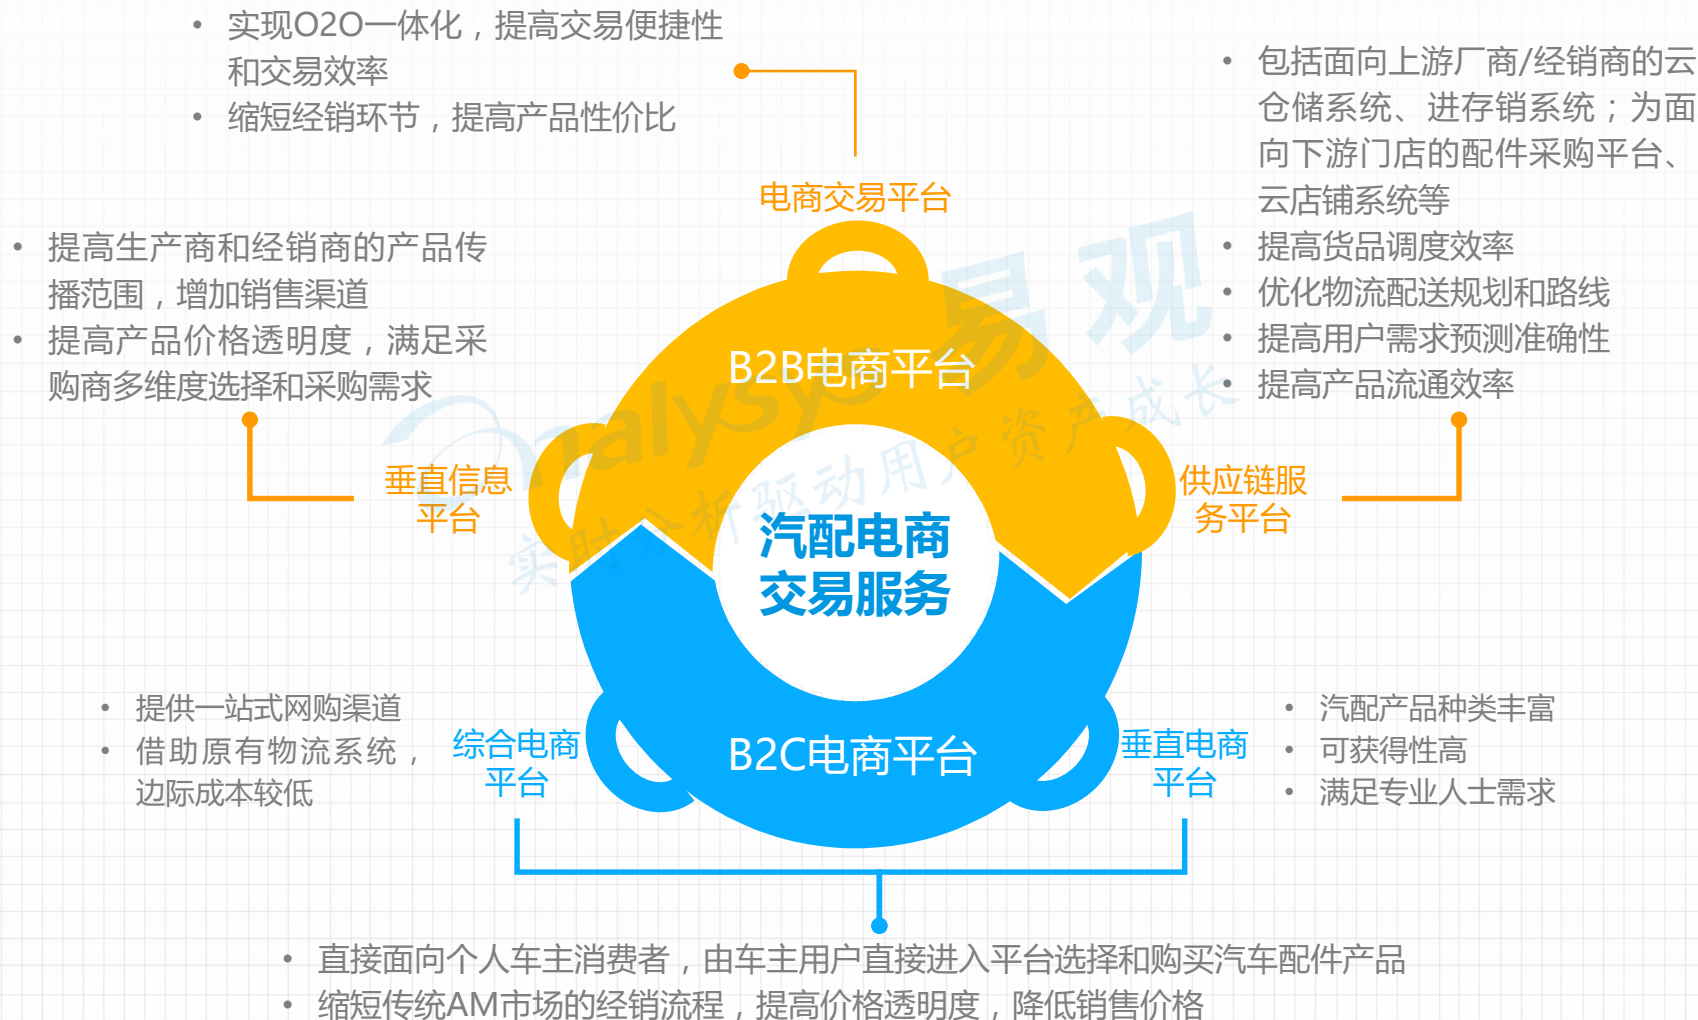 • 实现O2O一体化，提高交易便捷性
和交易效率
• 缩短经销环节，提高产品性价比
• 包括面向上游厂商/经销商的云
仓储系统、进存销系统；为面
向下游门店的配件采购平台、
云店铺系统等
• 提高货品调度效率
• 优化物流配送规划和路线
• 提高用户需求预测准确性
• 提高产品流通效率
电商交易平台
• 提高生产商和经销商的产品传
播范围，增加销售渠道
• 提高产品价格透明度，满足采
购商多维度选择和采购需求
B2B电商平台
垂直信息
平台
供应链服
务平台
汽配电商
交易服务
Analysys 易观
实时分析驱动用户资产成长
• 提供一站式网购渠道
• 借助原有物流系统，
边际成本较低
综合电商
平台
B2C电商平台
垂直电商
平台
• 汽配产品种类丰富
• 可获得性高
• 满足专业人士需求
• 直接面向个人车主消费者，由车主用户直接进入平台选择和购买汽车配件产品
• 缩短传统AM市场的经销流程，提高价格透明度，降低销售价格